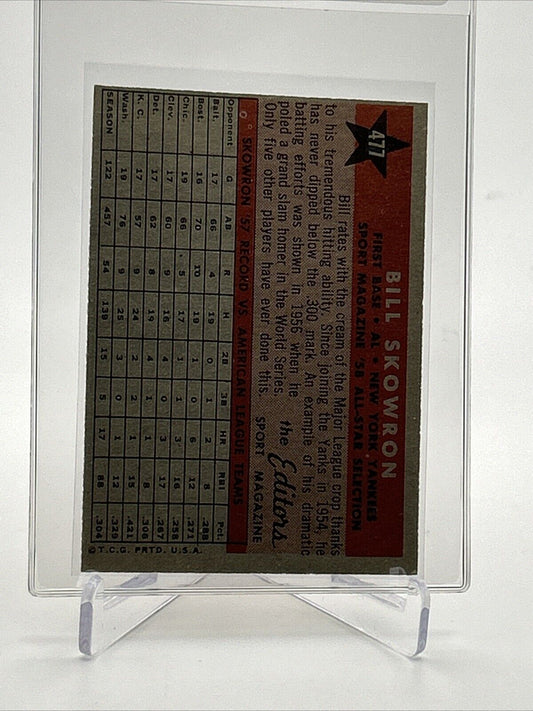 477
BILL SKOWRON
FIRST BASE • AL • NEW YORK YANKEES
SPORT MAGAZINE '58 ALL-STAR SELECTION
Bill rates with the cream of the Major League crop thanks
to his tremendous hitting ability. Since joining the Yanks in 1954, he
has never dipped below the .300 mark. An example of his dramatic
batting efforts was shown in 1956 when he
poled a grand slam homer in the World Series.
Only five other players have ever done this.
the Editors
SPORT MAGAZINE
SKOWRON '57 RECORD VS. AMERICAN LEAGUE TEAMS
Opponent G AB R H 2B 3B HR RBI Pct.
Balt. 17 66 4 19 0 1 2 8 .288
Bost. 16 70 10 19 1 0 6 12 .271
Chic. 19 66 5 17 1 1 3 16 .258
Clev. 17 60 9 16 4 0 3 17 .267
Det. 17 62 8 19 4 1 1 8 .306
K. C. 17 57 9 24 2 1 1 15 .421
Wash. 19 76 9 25 3 0 1 12 .329
SEASON 122 457 54 139 15 5 17 88 .304
© T.C.G. PRTD. U.S.A.